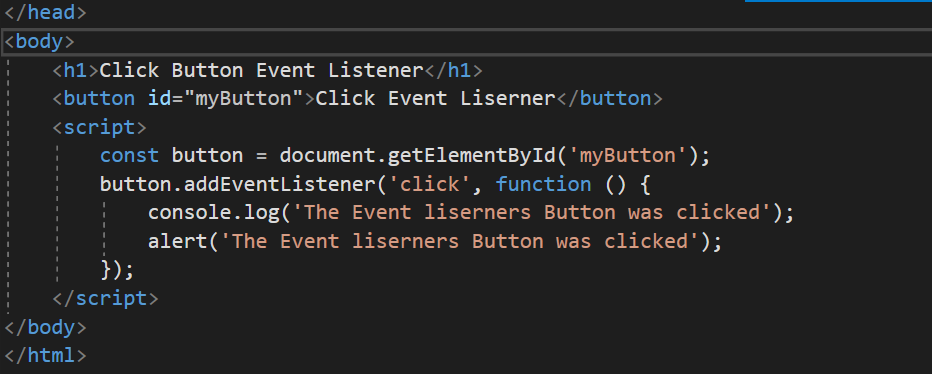 </head>
<body>
<h1>Click Button Event Listener</h1>
<button id="myButton">Click Event Liserner</button>
<script>
const button = document.getElementById('myButton');
button.addEventListener('click', function () {
console.log('The Event liserners Button was clicked');
alert('The Event liserners Button was clicked');
});
</script>
</body>
</html>